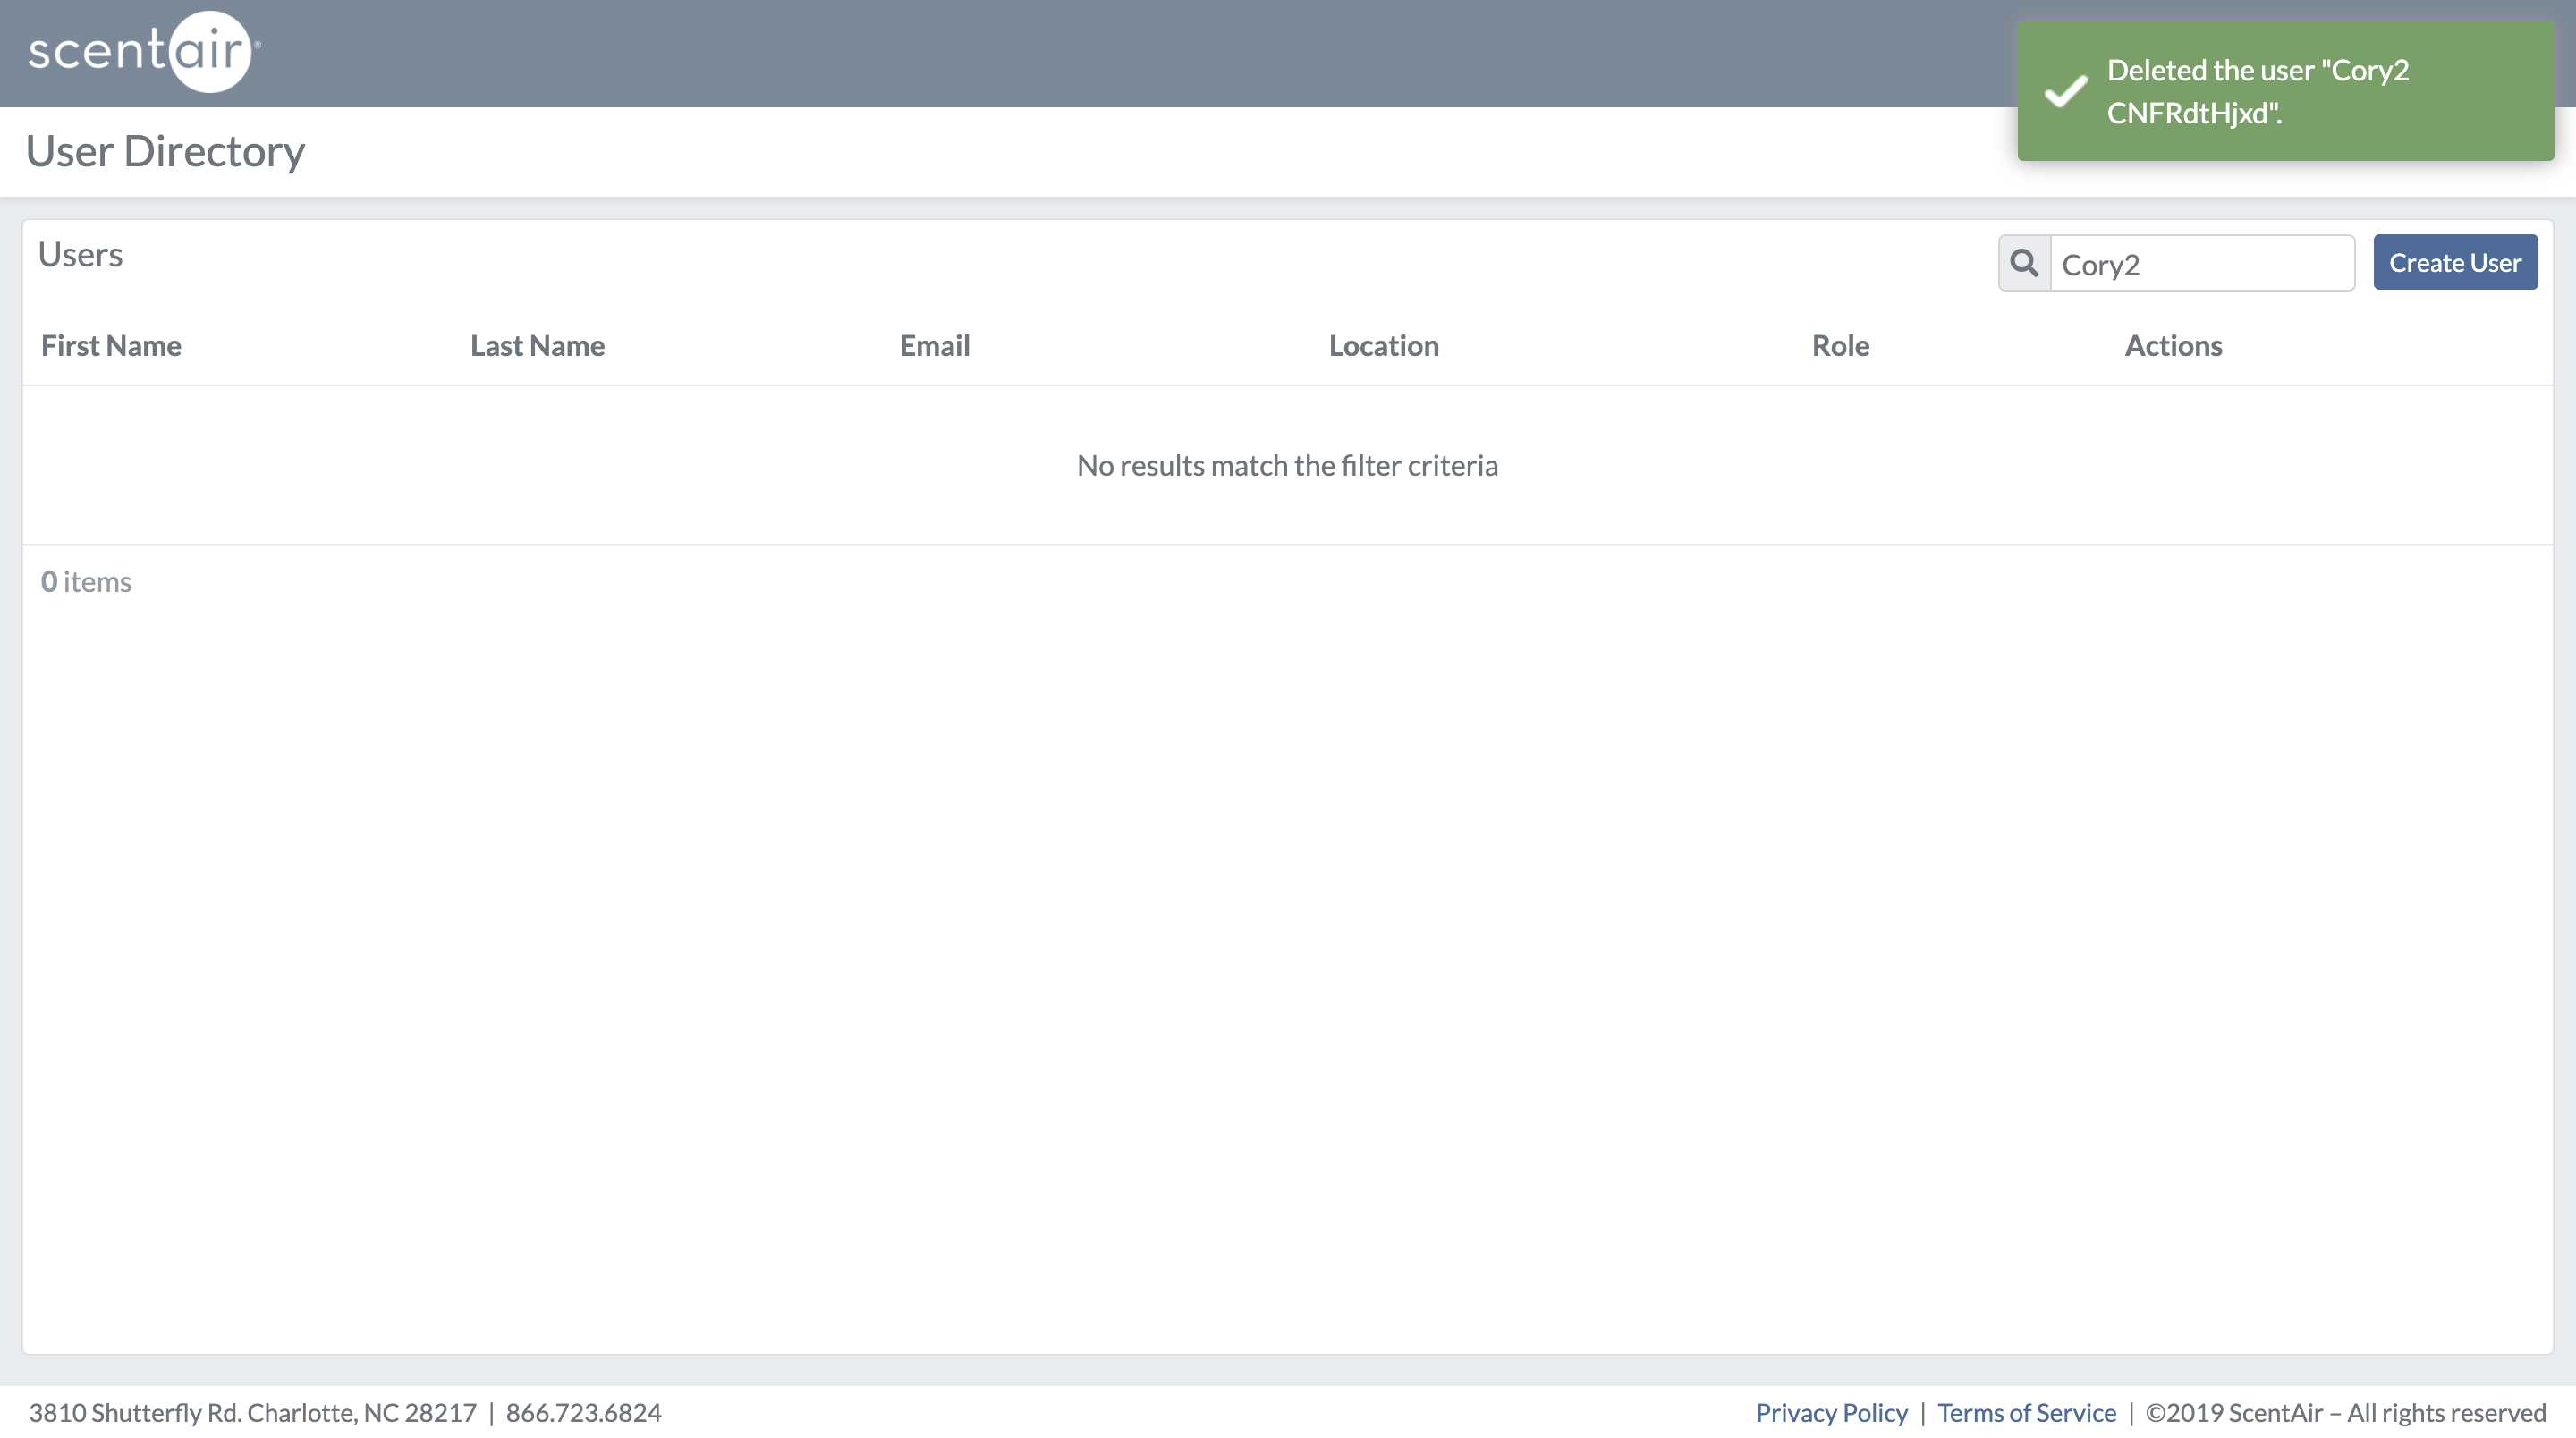 scentair®
Deleted the user "Cory2
CNFRdtHjxd".
User Directory
Users
Cory2
Create User
First Name Last Name Email Location Role Actions
No results match the filter criteria
0 items
3810 Shutterfly Rd. Charlotte, NC 28217 | 866.723.6824
Privacy Policy | Terms of Service | ©2019 ScentAir – All rights reserved